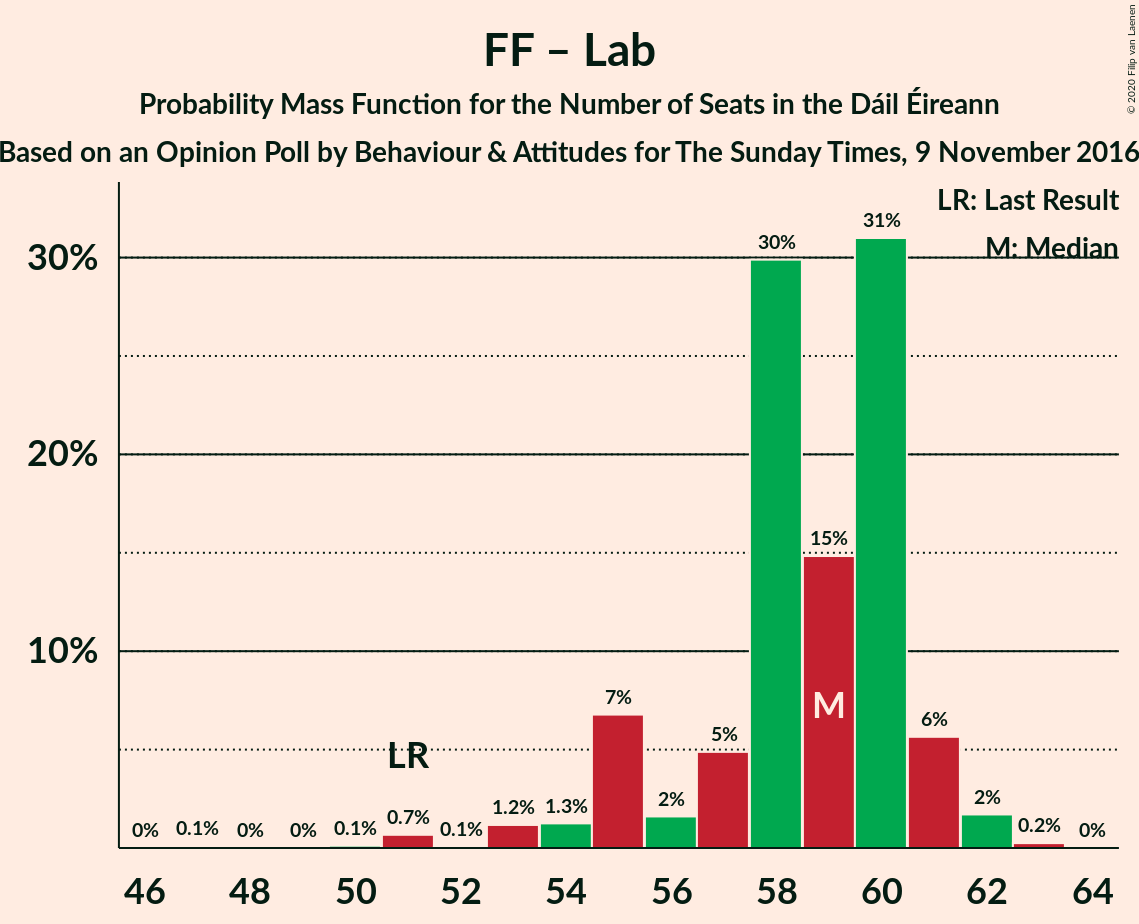 FF – Lab
Probability Mass Function for the Number of Seats in the Dáil Éireann
Based on an Opinion Poll by Behaviour & Attitudes for The Sunday Times, 9 November 2016
© 2020 Filip van Laenen
LR: Last Result
M: Median
30%
20%
10%
0%
0.1%
0%
0%
0.1%
0.7%
0.1%
1.2%
1.3%
7%
2%
5%
30%
15%
31%
6%
2%
0.2%
0%
LR
M
46 48 50 52 54 56 58 60 62 64